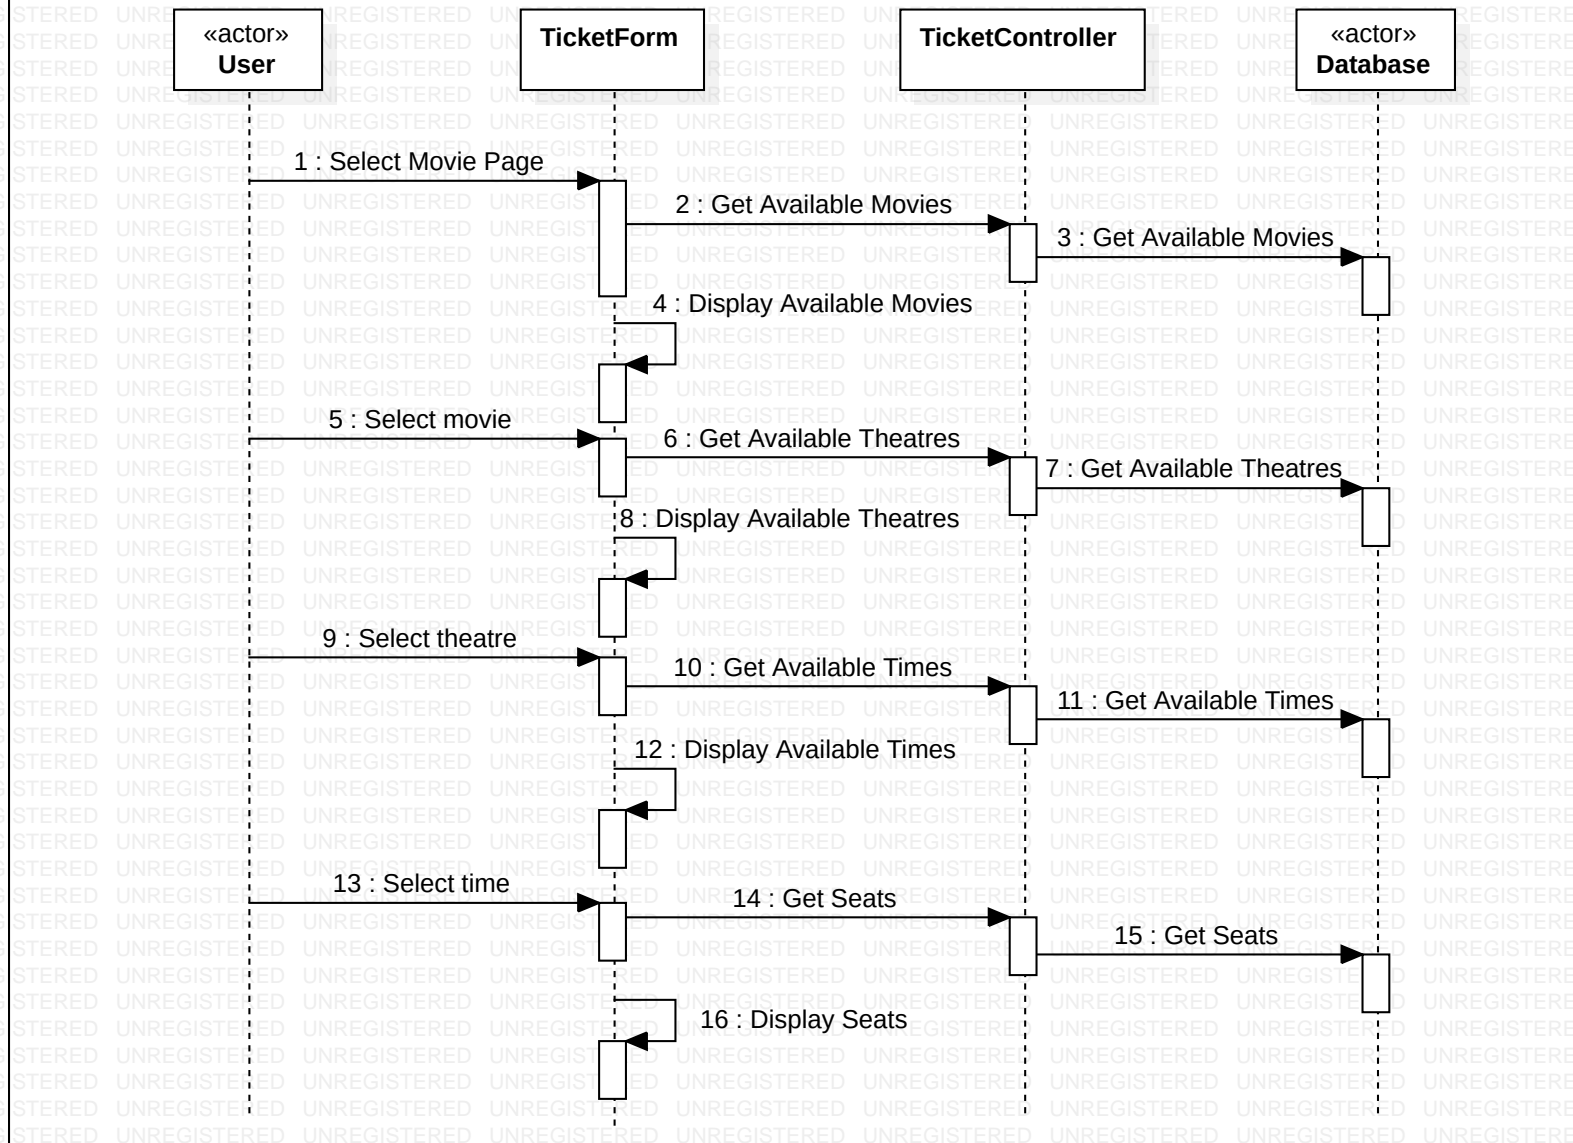 «actor»
User
TicketForm
TicketController
«actor»
Database
1 : Select Movie Page
2 : Get Available Movies
3 : Get Available Movies
4 : Display Available Movies
5 : Select movie
6 : Get Available Theatres
7 : Get Available Theatres
8 : Display Available Theatres
9 : Select theatre
10 : Get Available Times
11 : Get Available Times
12 : Display Available Times
13 : Select time
14 : Get Seats
15 : Get Seats
16 : Display Seats
UNREGISTERED